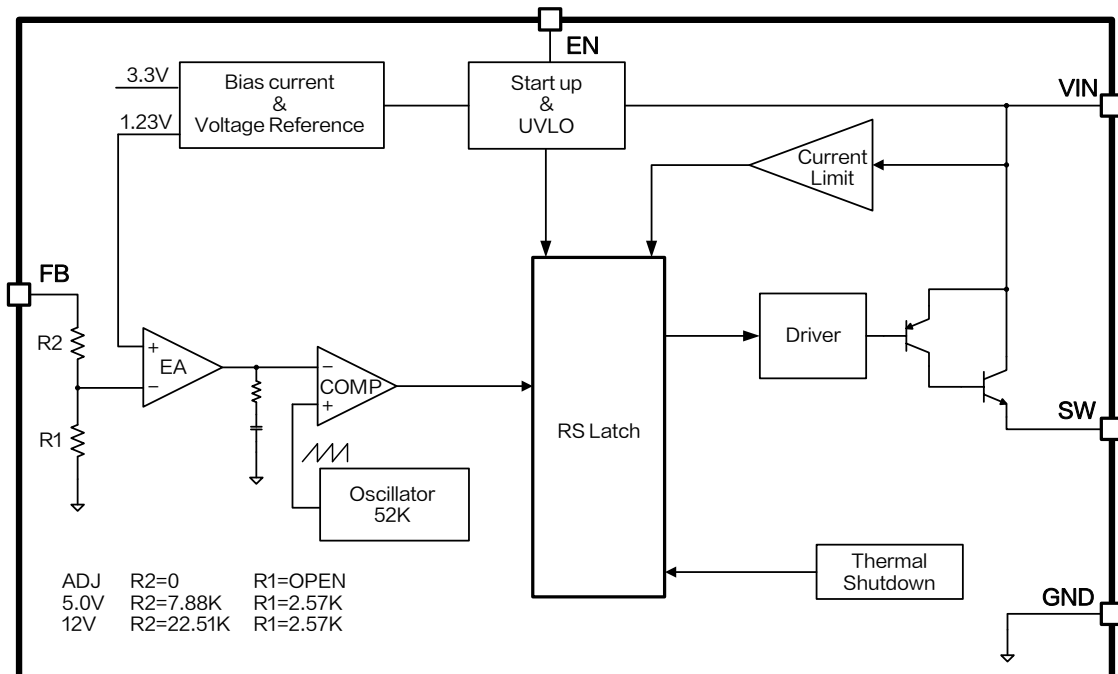 EN
3.3V
Bias current
&
Voltage Reference
1.23V
Start up
&
UVLO
VIN
Current
Limit
FB
R2
+
EA
−
R1
−
COMP
+
Oscillator
52K
RS Latch
Driver
SW
Thermal
Shutdown
GND
ADJ R2=0 R1=OPEN
5.0V R2=7.88K R1=2.57K
12V R2=22.51K R1=2.57K